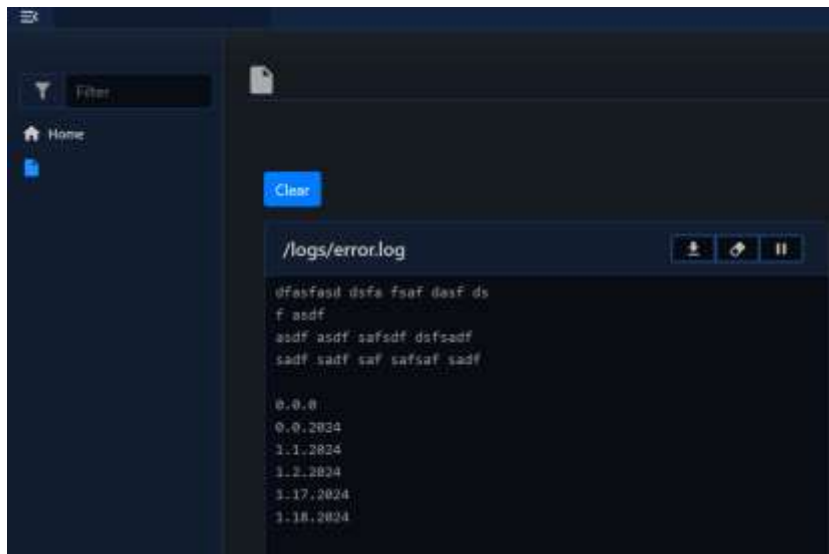 Filter
Home
Clear
/logs/error.log
dfasfasd dsfa fsaf dasf ds
f asdf
asdf asdf safsdf dsfsadf
sadf sadf saf safsaf sadf
0.0.0
0.0.2024
1.1.2024
1.2.2024
1.17.2024
1.18.2024